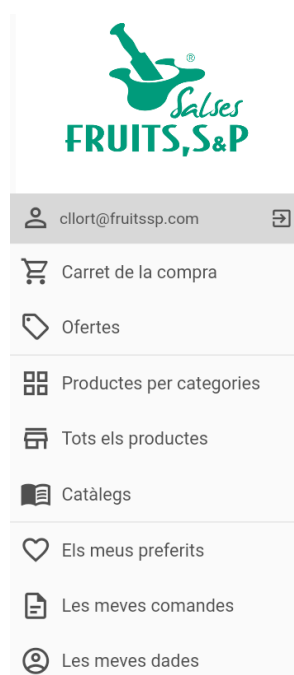 ®
Salses
FRUITS,S&P
cllort@fruitssp.com
Carret de la compra
Ofertes
Productes per categories
Tots els productes
Catàlegs
Els meus preferits
Les meves comandes
Les meves dades